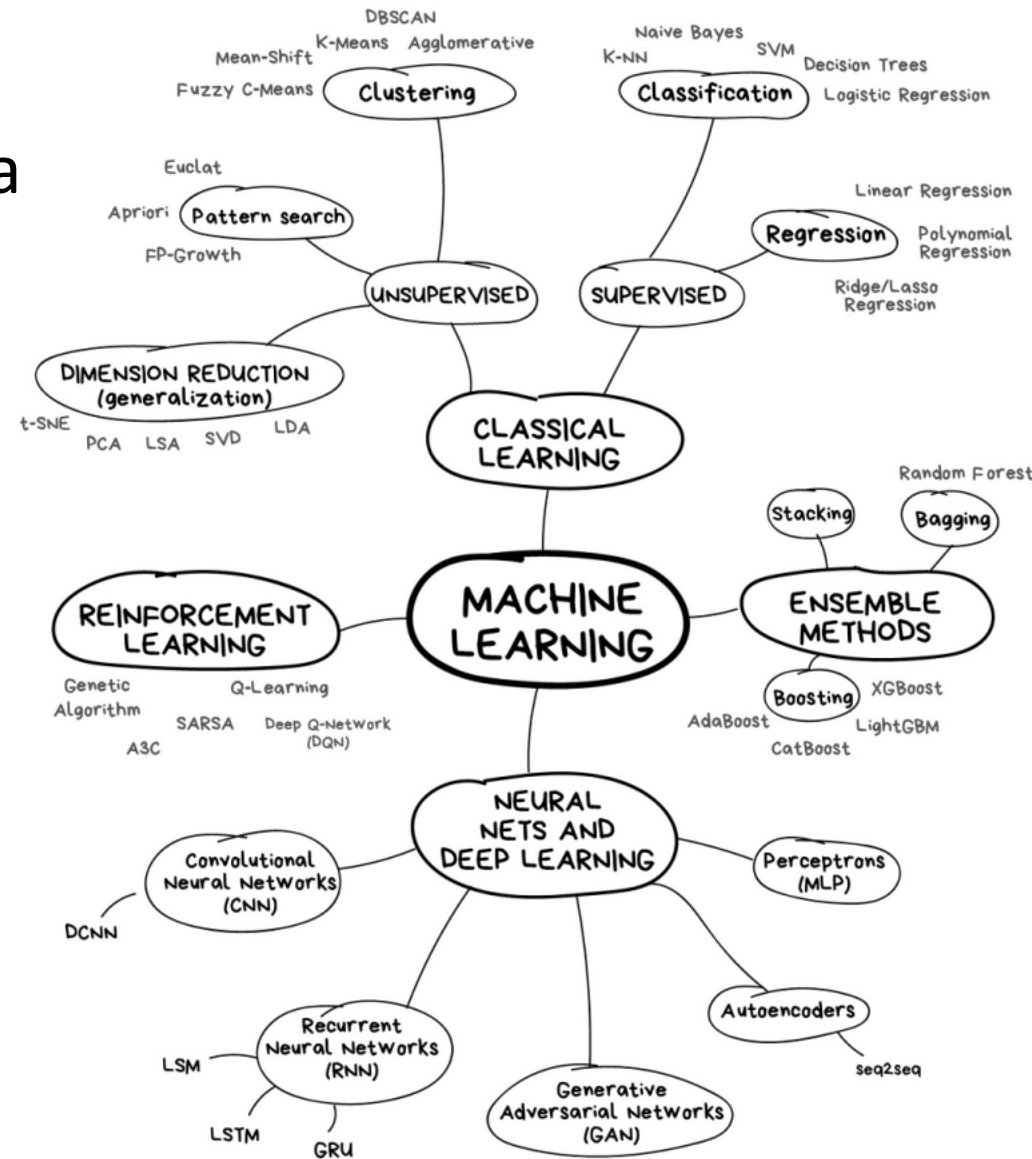 DBSCAN
K-Means
Agglomerative
Mean-Shift
Fuzzy C-Means
Clustering
Naive Bayes
K-NN
SVM
Decision Trees
Logistic Regression
Classification
a
Euclat
Apriori
Pattern search
FP-Growth
Linear Regression
Regression
Polynomial
Regression
Ridge/Lasso
Regression
UNSUPERVISED
SUPERVISED
DIMENSION REDUCTION
(generalization)
t-SNE
PCA
LSA
SVD
LDA
CLASSICAL
LEARNING
Random Forest
Stacking
Bagging
REINFORCEMENT
LEARNING
MACHINE
LEARNING
ENSEMBLE
METHODS
Genetic
Algorithm
Q-Learning
SARSA
Deep Q-Network
(DQN)
A3C
Boosting
XGBoost
AdaBoost
LightGBM
CatBoost
NEURAL
NETS AND
DEEP LEARNING
Convolutional
Neural Networks
(CNN)
DCNN
Perceptrons
(MLP)
Recurrent
Neural Networks
(RNN)
LSM
LSTM
GRU
Autoencoders
seq2seq
Generative
Adversarial Networks
(GAN)